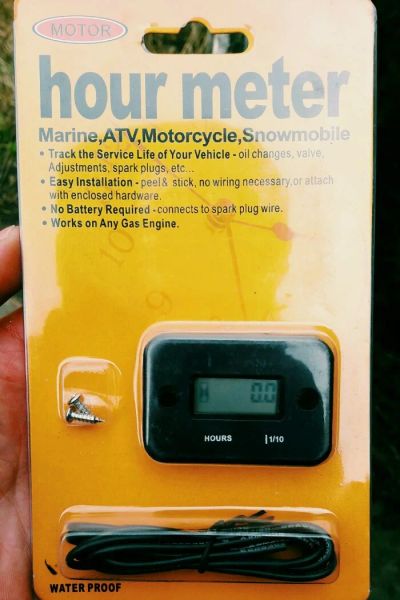 MOTOR
hour meter
Marine,ATV,Motorcycle,Snowmobile
• Track the Service Life of Your Vehicle - oil changes, valve,
Adjustments, spark plugs, etc...
• Easy Installation - peel & stick, no wiring necessary,or attach
with enclosed hardware.
• No Battery Required - connects to spark plug wire.
• Works on Any Gas Engine.
10
9
0.0
HOURS 1/10
WATER PROOF